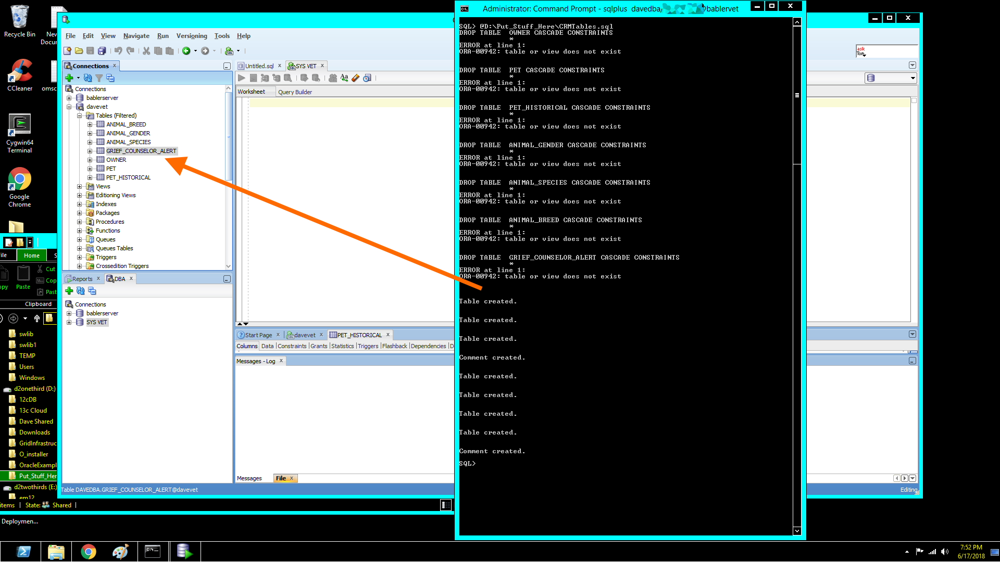 Recycle Bin
New
Docum
CCleaner
omsc
Cygwin64
Terminal
Google
Chrome
File Edit View Navigate Run Versioning Tools Help
Connections
Connections
bablerserver
davevet
Tables (Filtered)
ANIMAL_BREED
ANIMAL_GENDER
ANIMAL_SPECIES
GRIEF_COUNSELOR_ALERT
OWNER
PET
PET_HISTORICAL
Views
Editioning Views
Indexes
Packages
Procedures
Functions
Queues
Queues Tables
Triggers
Crossedition Triggers
Reports DBA
Connections
bablerserver
SYS VET
Untitled.sql SYS VET
Worksheet Query Builder
Start Page davevet PET_HISTORICAL
Columns Data Constraints Grants Statistics Triggers Flashback Dependencies D
Messages - Log
Messages File
Table DAVEDBA.GRIEF_COUNSELOR_ALERT@davevet
Editing
ask
Tom
Administrator: Command Prompt - sqlplus davedba/ @bablervet
SQL> @D:\Put_Stuff_Here\CRMTables.sql
DROP TABLE  OWNER CASCADE CONSTRAINTS
*
ERROR at line 1:
ORA-00942: table or view does not exist
DROP TABLE  PET CASCADE CONSTRAINTS
*
ERROR at line 1:
ORA-00942: table or view does not exist
DROP TABLE  PET_HISTORICAL CASCADE CONSTRAINTS
*
ERROR at line 1:
ORA-00942: table or view does not exist
DROP TABLE  ANIMAL_GENDER CASCADE CONSTRAINTS
*
ERROR at line 1:
ORA-00942: table or view does not exist
DROP TABLE  ANIMAL_SPECIES CASCADE CONSTRAINTS
*
ERROR at line 1:
ORA-00942: table or view does not exist
DROP TABLE  ANIMAL_BREED CASCADE CONSTRAINTS
*
ERROR at line 1:
ORA-00942: table or view does not exist
DROP TABLE  GRIEF_COUNSELOR_ALERT CASCADE CONSTRAINTS
*
ERROR at line 1:
ORA-00942: table or view does not exist
Table created.
Table created.
Table created.
Comment created.
Table created.
Table created.
Table created.
Table created.
Comment created.
SQL>
ile Home S
opy Paste Cut
Cop
Past
Clipboard
swlib
swlib1
TEMP
Users
Windows
d2onethird (D:)
12cDB
13c Cloud
Dave Shared
Downloads
GridInfrastruc
O_installer
OracleExampl
Put_Stuff_Her
d2twothirds (E:)
em12
items State: Shared
Deploymen...
7:52 PM
6/17/2018